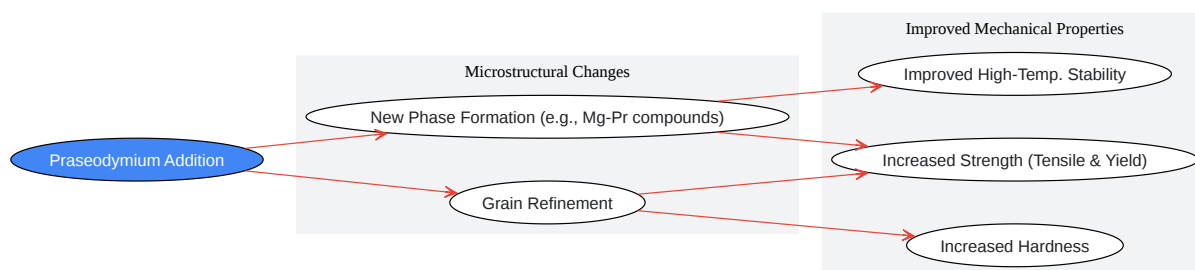 Improved Mechanical Properties
Microstructural Changes
Improved High-Temp. Stability
New Phase Formation (e.g., Mg-Pr compounds)
Praseodymium Addition
Increased Strength (Tensile & Yield)
Grain Refinement
Increased Hardness